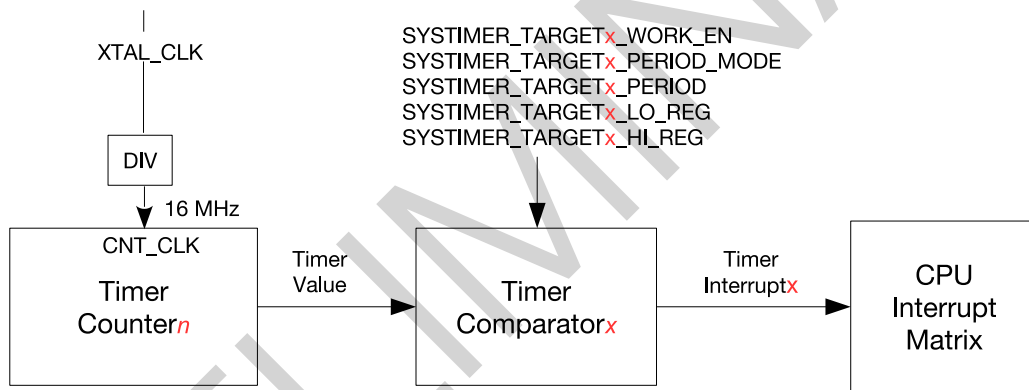 XTAL_CLK
SYSTIMER_TARGETx_WORK_EN
SYSTIMER_TARGETx_PERIOD_MODE
SYSTIMER_TARGETx_PERIOD
SYSTIMER_TARGETx_LO_REG
SYSTIMER_TARGETx_HI_REG
DIV
16 MHz
CNT_CLK
Timer
Countern
Timer
Value
Timer
Comparatorx
Timer
Interruptx
CPU
Interrupt
Matrix